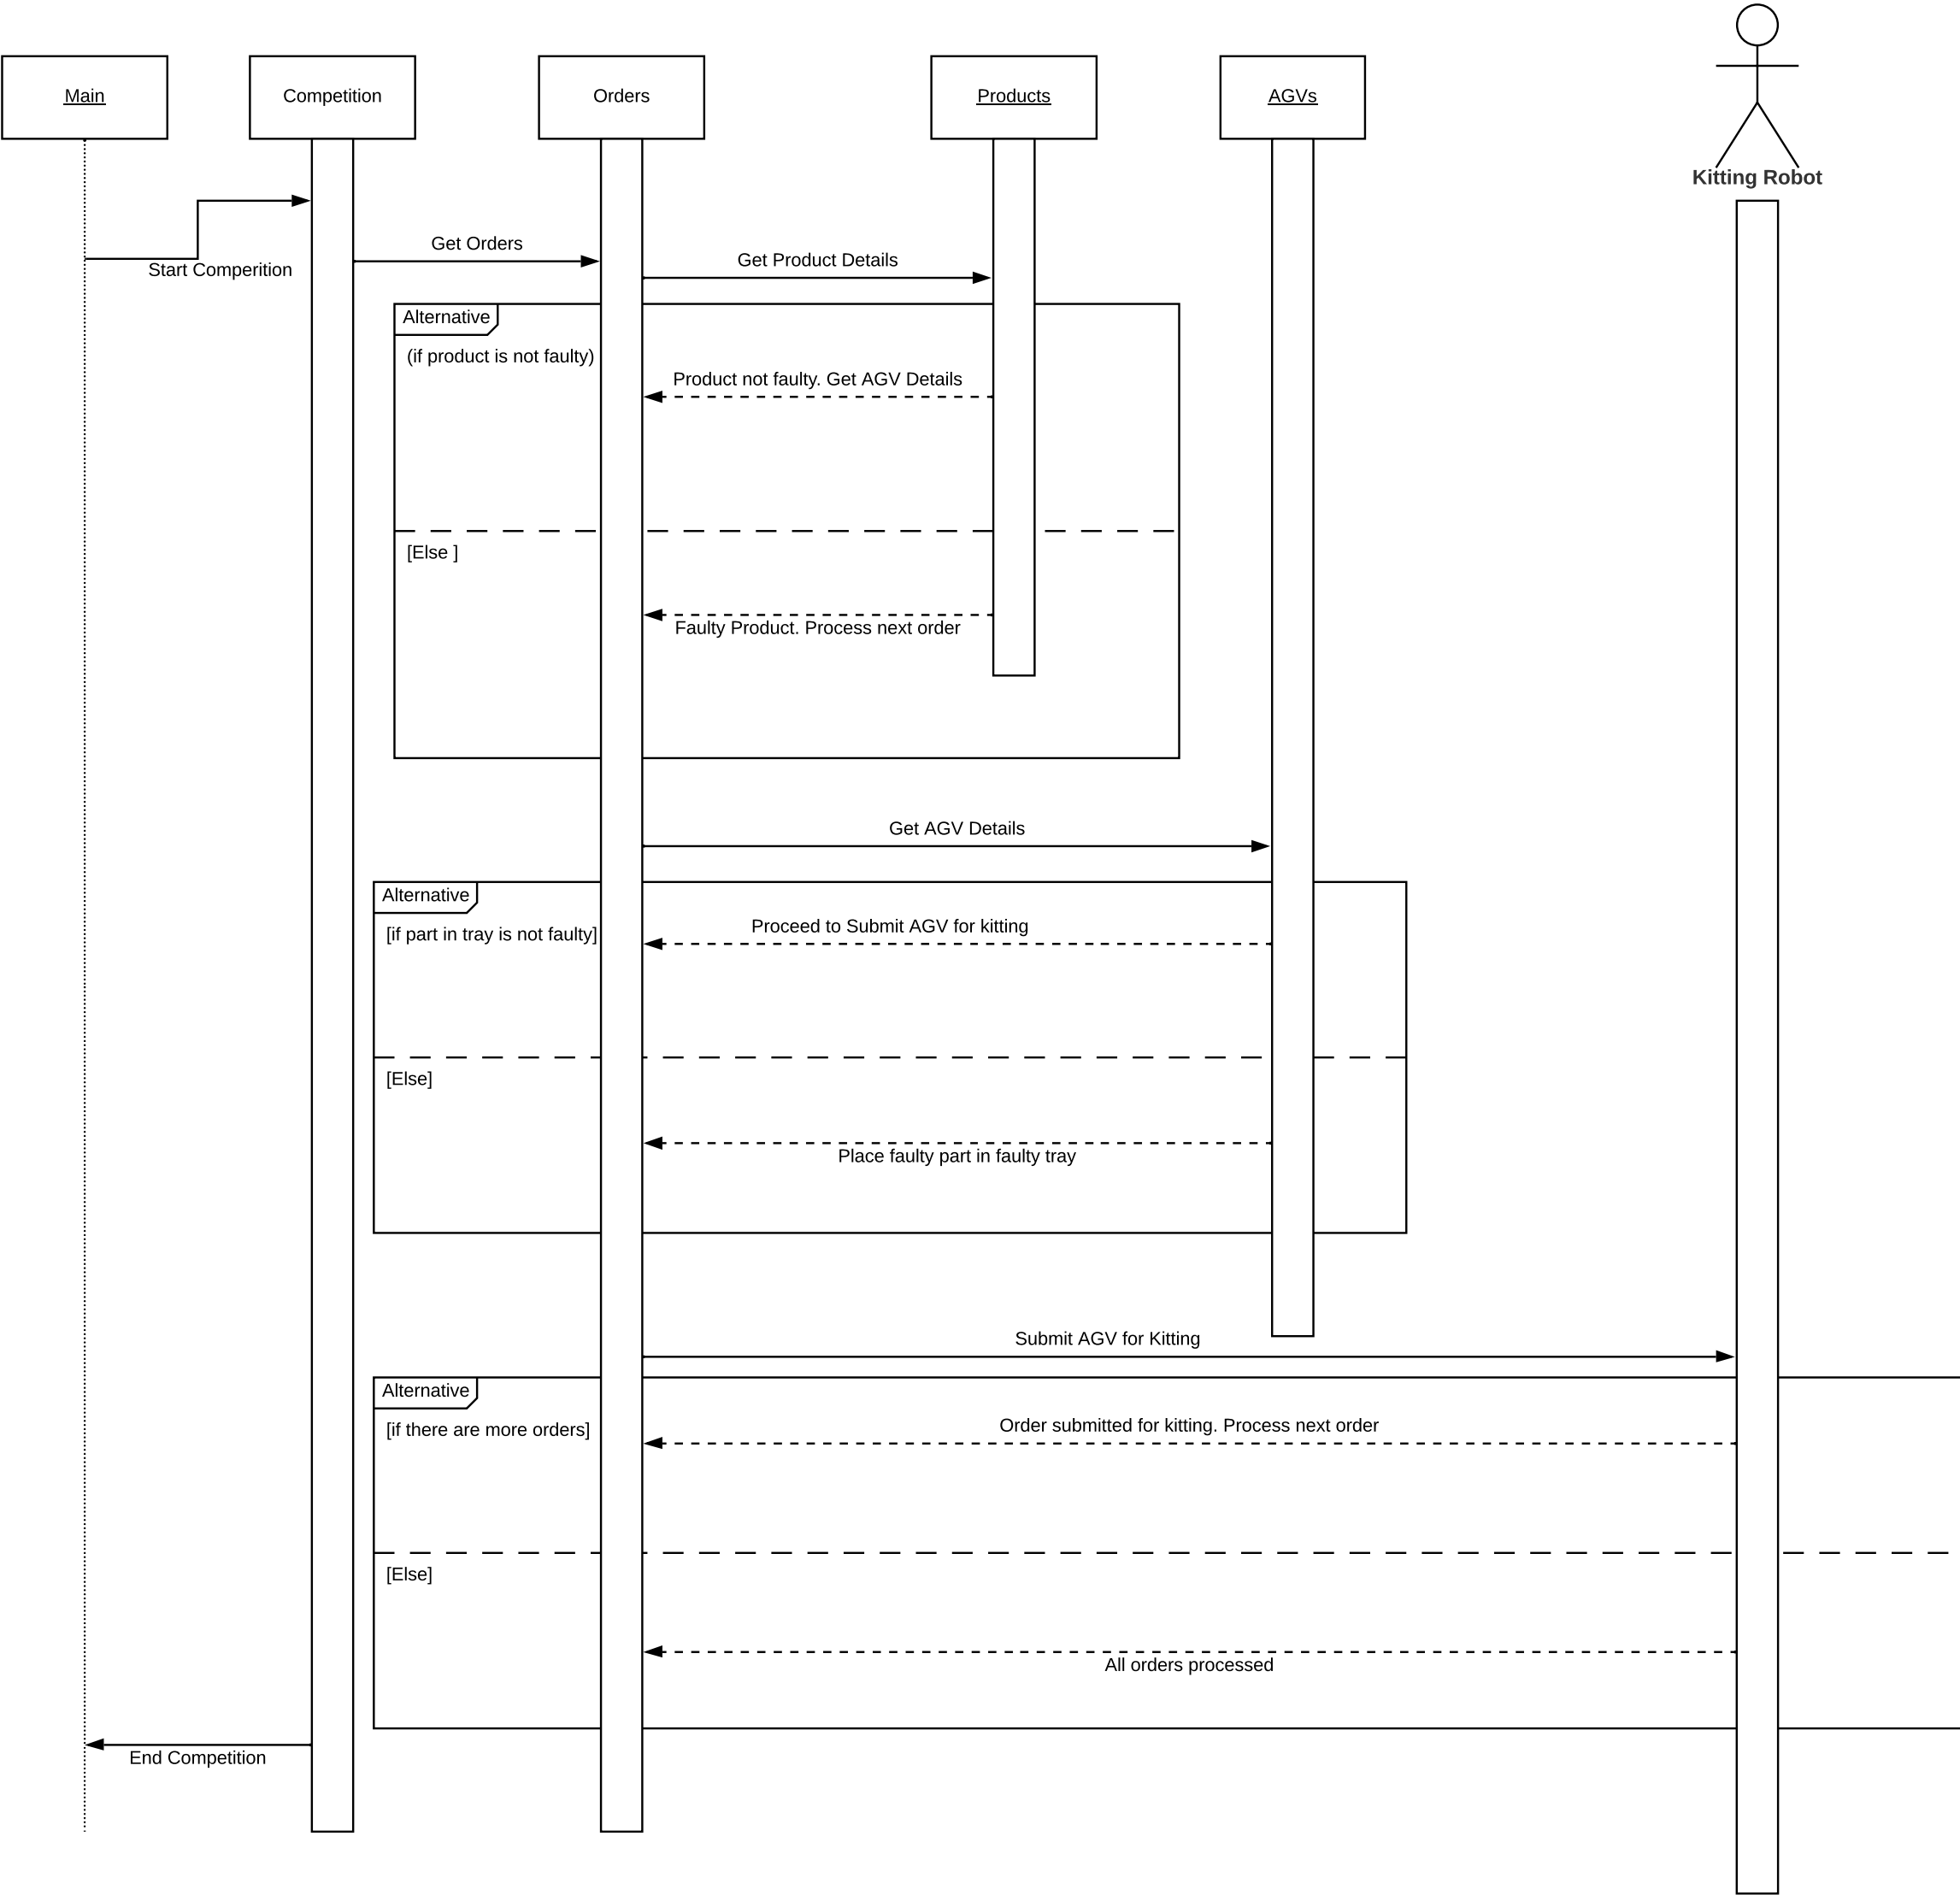 Main
Competition
Orders
Products
AGVs
Kitting Robot
Start Comperition
Get Orders
Get Product Details
Alternative
(if product is not faulty)
Product not faulty. Get AGV Details
[Else ]
Faulty Product. Process next order
Get AGV Details
Alternative
[if part in tray is not faulty]
Proceed to Submit AGV for kitting
[Else]
Place faulty part in faulty tray
Submit AGV for Kitting
Alternative
[if there are more orders]
Order submitted for kitting. Process next order
[Else]
All orders processed
End Competition